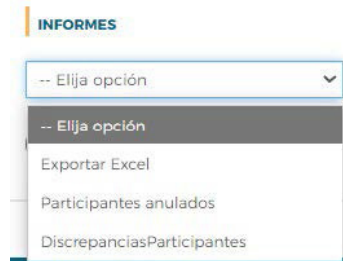 INFORMES
-- Elija opción
-- Elija opción
Exportar Excel
Participantes anulados
DiscrepanciasParticipantes